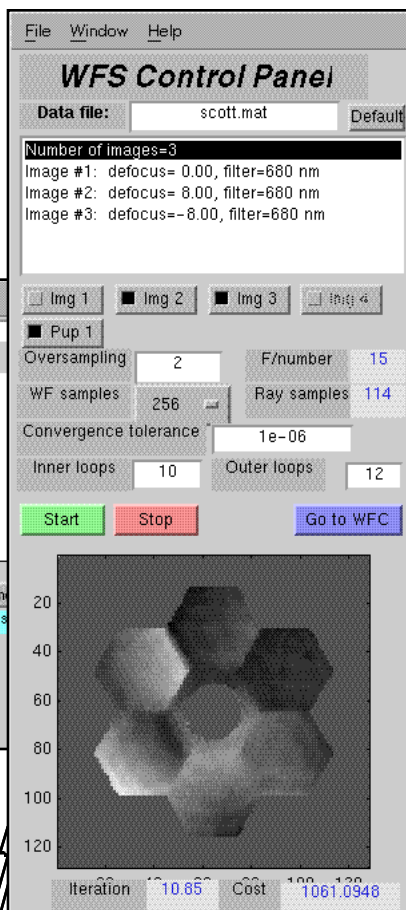 File Window Help
WFS Control Panel
Data file: scott.mat Default
Number of images=3
Image #1: defocus= 0.00, filter=680 nm
Image #2: defocus= 8.00, filter=680 nm
Image #3: defocus=-8.00, filter=680 nm
Img 1 Img 2 Img 3 Img 4
Pup 1
Oversampling 2 F/number 15
WF samples 256 Ray samples 114
Convergence tolerance 1e-06
Inner loops 10 Outer loops 12
Start Stop Go to WFC
20
40
60
80
100
120
Iteration 10.85 Cost 1061.0948